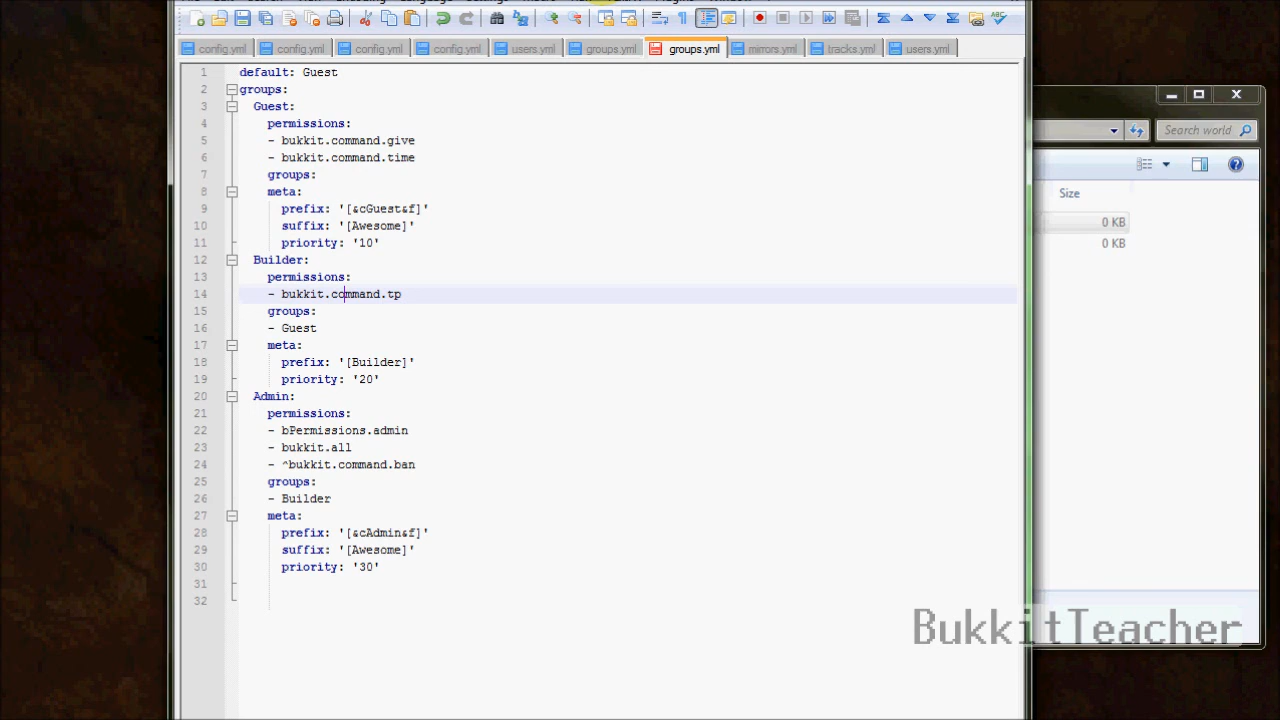 config.yml config.yml config.yml config.yml users.yml groups.yml groups.yml mirrors.yml tracks.yml users.yml
1 default: Guest
2 groups:
3 Guest:
4 permissions:
5 - bukkit.command.give
6 - bukkit.command.time
7 groups:
8 meta:
9 prefix: '[&cGuest&f]'
10 suffix: '[Awesome]'
11 priority: '10'
12 Builder:
13 permissions:
14 - bukkit.command.tp
15 groups:
16 - Guest
17 meta:
18 prefix: '[Builder]'
19 priority: '20'
20 Admin:
21 permissions:
22 - bPermissions.admin
23 - bukkit.all
24 - ^bukkit.command.ban
25 groups:
26 - Builder
27 meta:
28 prefix: '[&cAdmin&f]'
29 suffix: '[Awesome]'
30 priority: '30'
31
32
Search world
Size
0 KB
0 KB
BukkitTeacher